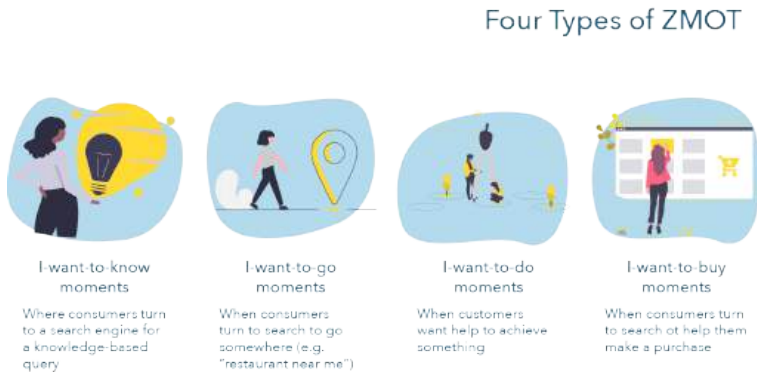 Four Types of ZMOT
I-want-to-know
moments
Where consumers turn
to a search engine for
a knowledge-based
query
I-want-to-go
moments
When consumers
turn to search to go
somewhere (e.g.
"restaurant near me")
I-want-to-do
moments
When customers
want help to achieve
something
I-want-to-buy
moments
When consumers turn
to search ot help them
make a purchase